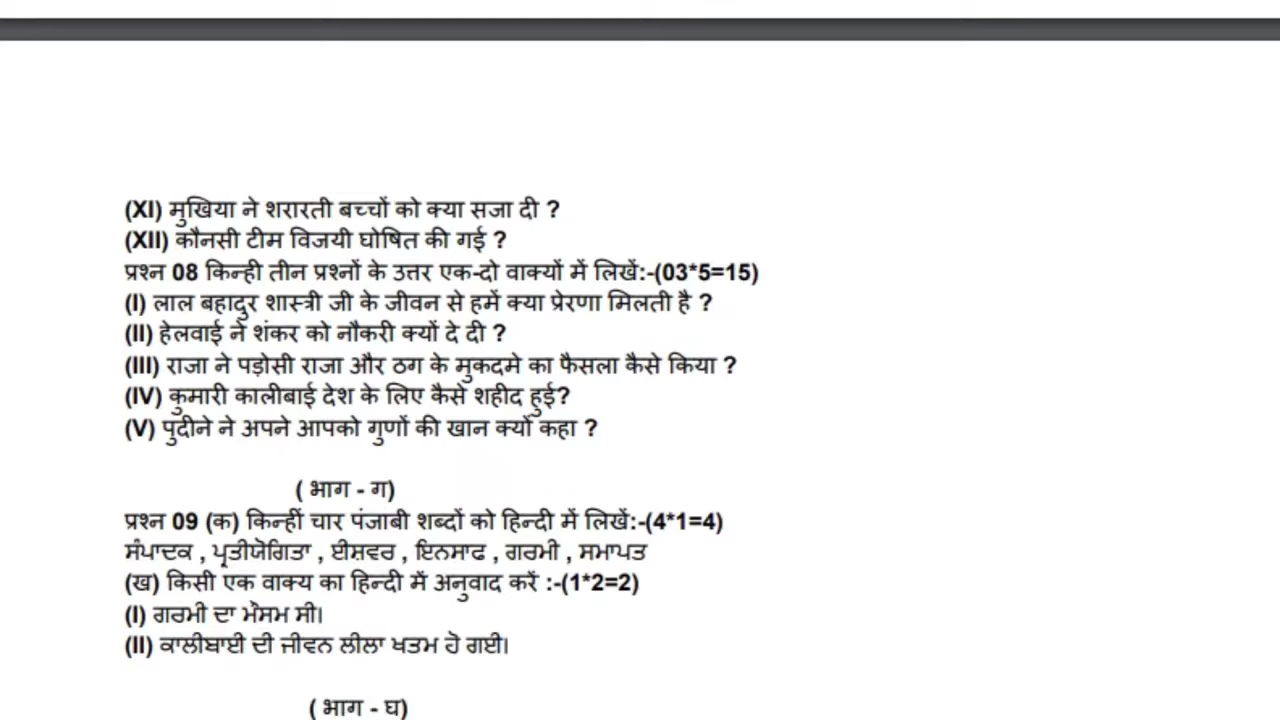 (XI) मुखिया ने शरारती बच्चों को क्या सजा दी ?
(XII) कौनसी टीम विजयी घोषित की गई ?
प्रश्न 08 किन्ही तीन प्रश्नों के उत्तर एक-दो वाक्यों में लिखें:-(03*5=15)
(I) लाल बहादुर शास्त्री जी के जीवन से हमें क्या प्रेरणा मिलती है ?
(II) हेलवाई ने शंकर को नौकरी क्यों दे दी ?
(III) राजा ने पड़ोसी राजा और ठग के मुकदमे का फैसला कैसे किया ?
(IV) कुमारी कालीबाई देश के लिए कैसे शहीद हुई?
(V) पुदीने ने अपने आपको गुणों की खान क्यों कहा ?
( भाग - ग)
प्रश्न 09 (क) किन्हीं चार पंजाबी शब्दों को हिन्दी में लिखें:-(4*1=4)
ਸੰਪਾਦਕ , ਪ੍ਰਤੀਯੋਗਿਤਾ , ਈਸ਼ਵਰ , ਇਨਸਾਫ , ਗਰਮੀ , ਸਮਾਪਤ
(ख) किसी एक वाक्य का हिन्दी में अनुवाद करें :-(1*2=2)
(I) ਗਰਮੀ ਦਾ ਮੌਸਮ ਸੀ।
(II) ਕਾਲੀਬਾਈ ਦੀ ਜੀਵਨ ਲੀਲਾ ਖਤਮ ਹੋ ਗਈ।
( भाग - घ)